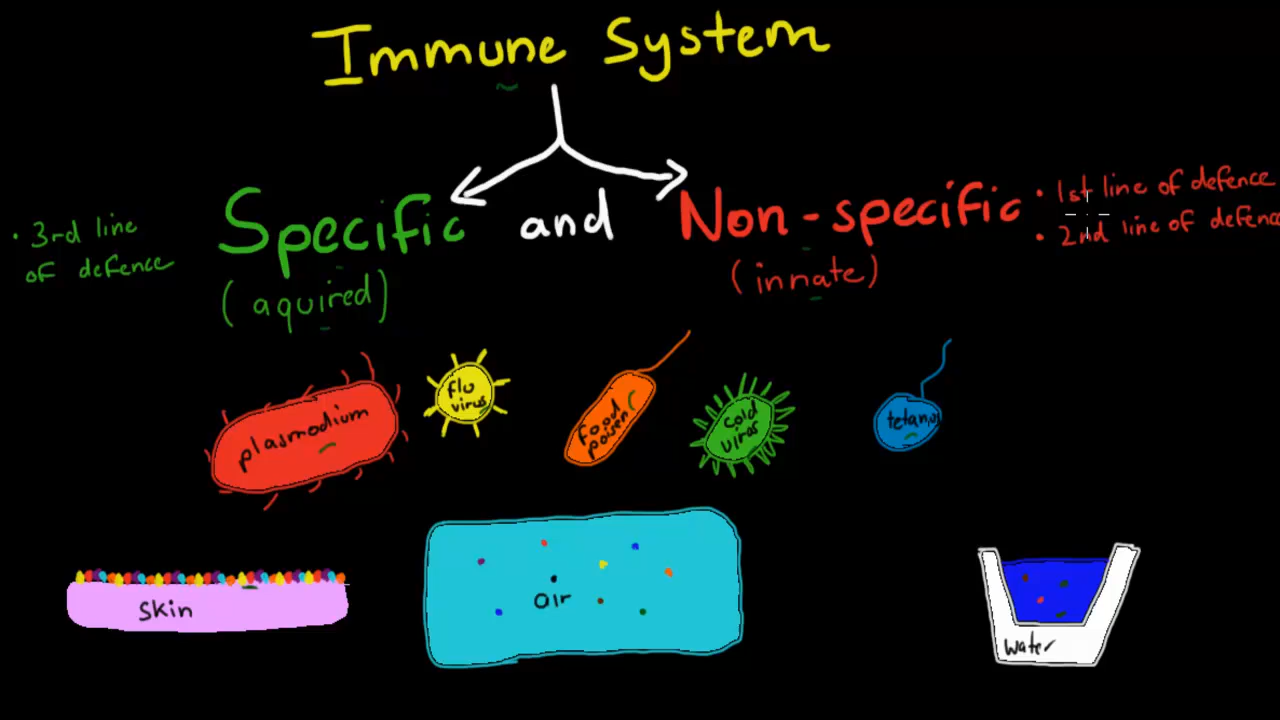 Immune System
Specific and Non-specific
(aquired)
(innate)
• 3rd line
of defence
• 1st line of defence
• 2nd line of defenc
plasmodium
flu
virus
food
poison
cold
virus
tetanus
skin
air
water